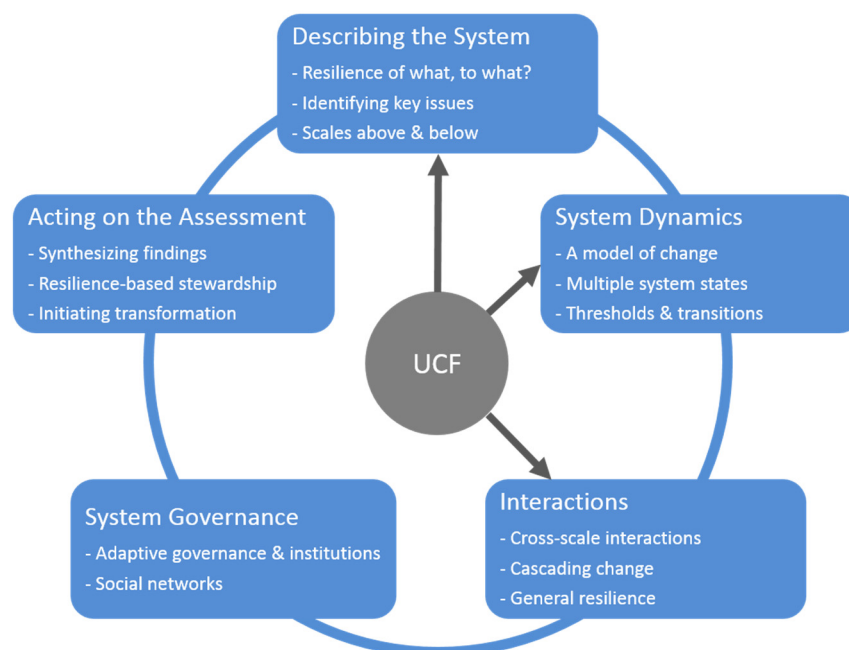 Describing the System
- Resilience of what, to what?
- Identifying key issues
- Scales above & below
Acting on the Assessment
- Synthesizing findings
- Resilience-based stewardship
- Initiating transformation
System Dynamics
- A model of change
- Multiple system states
- Thresholds & transitions
UCF
System Governance
- Adaptive governance & institutions
- Social networks
Interactions
- Cross-scale interactions
- Cascading change
- General resilience